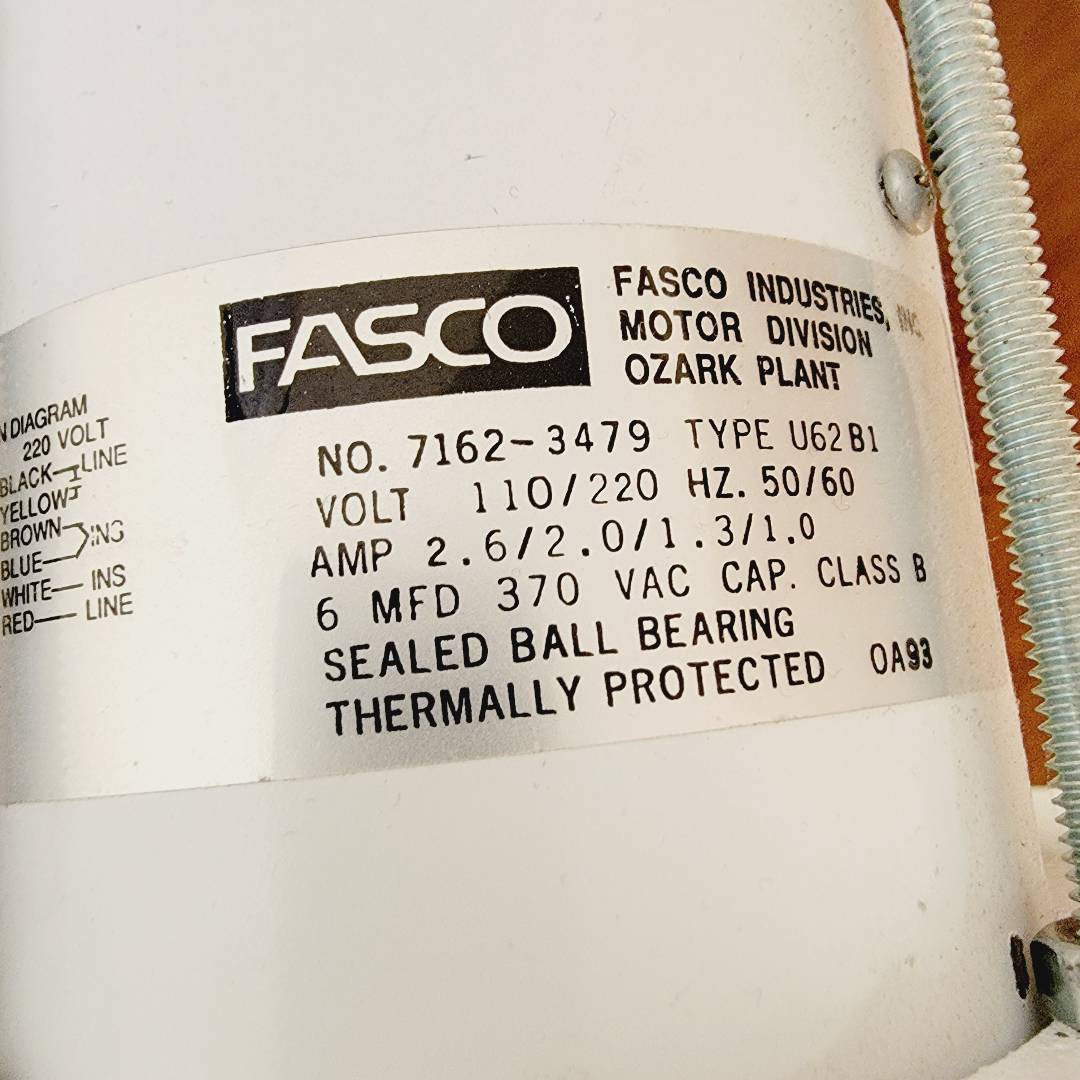 FASCO
FASCO INDUSTRIES, INC
MOTOR DIVISION
OZARK PLANT
NO. 7162-3479 TYPE U62B1
VOLT 110/220 HZ. 50/60
AMP 2.6/2.0/1.3/1.0
6 MFD 370 VAC CAP. CLASS B
SEALED BALL BEARING
THERMALLY PROTECTED 0A93
N DIAGRAM
220 VOLT
BLACK LINE
YELLOW
BROWN INS
BLUE
WHITE — INS
RED — LINE